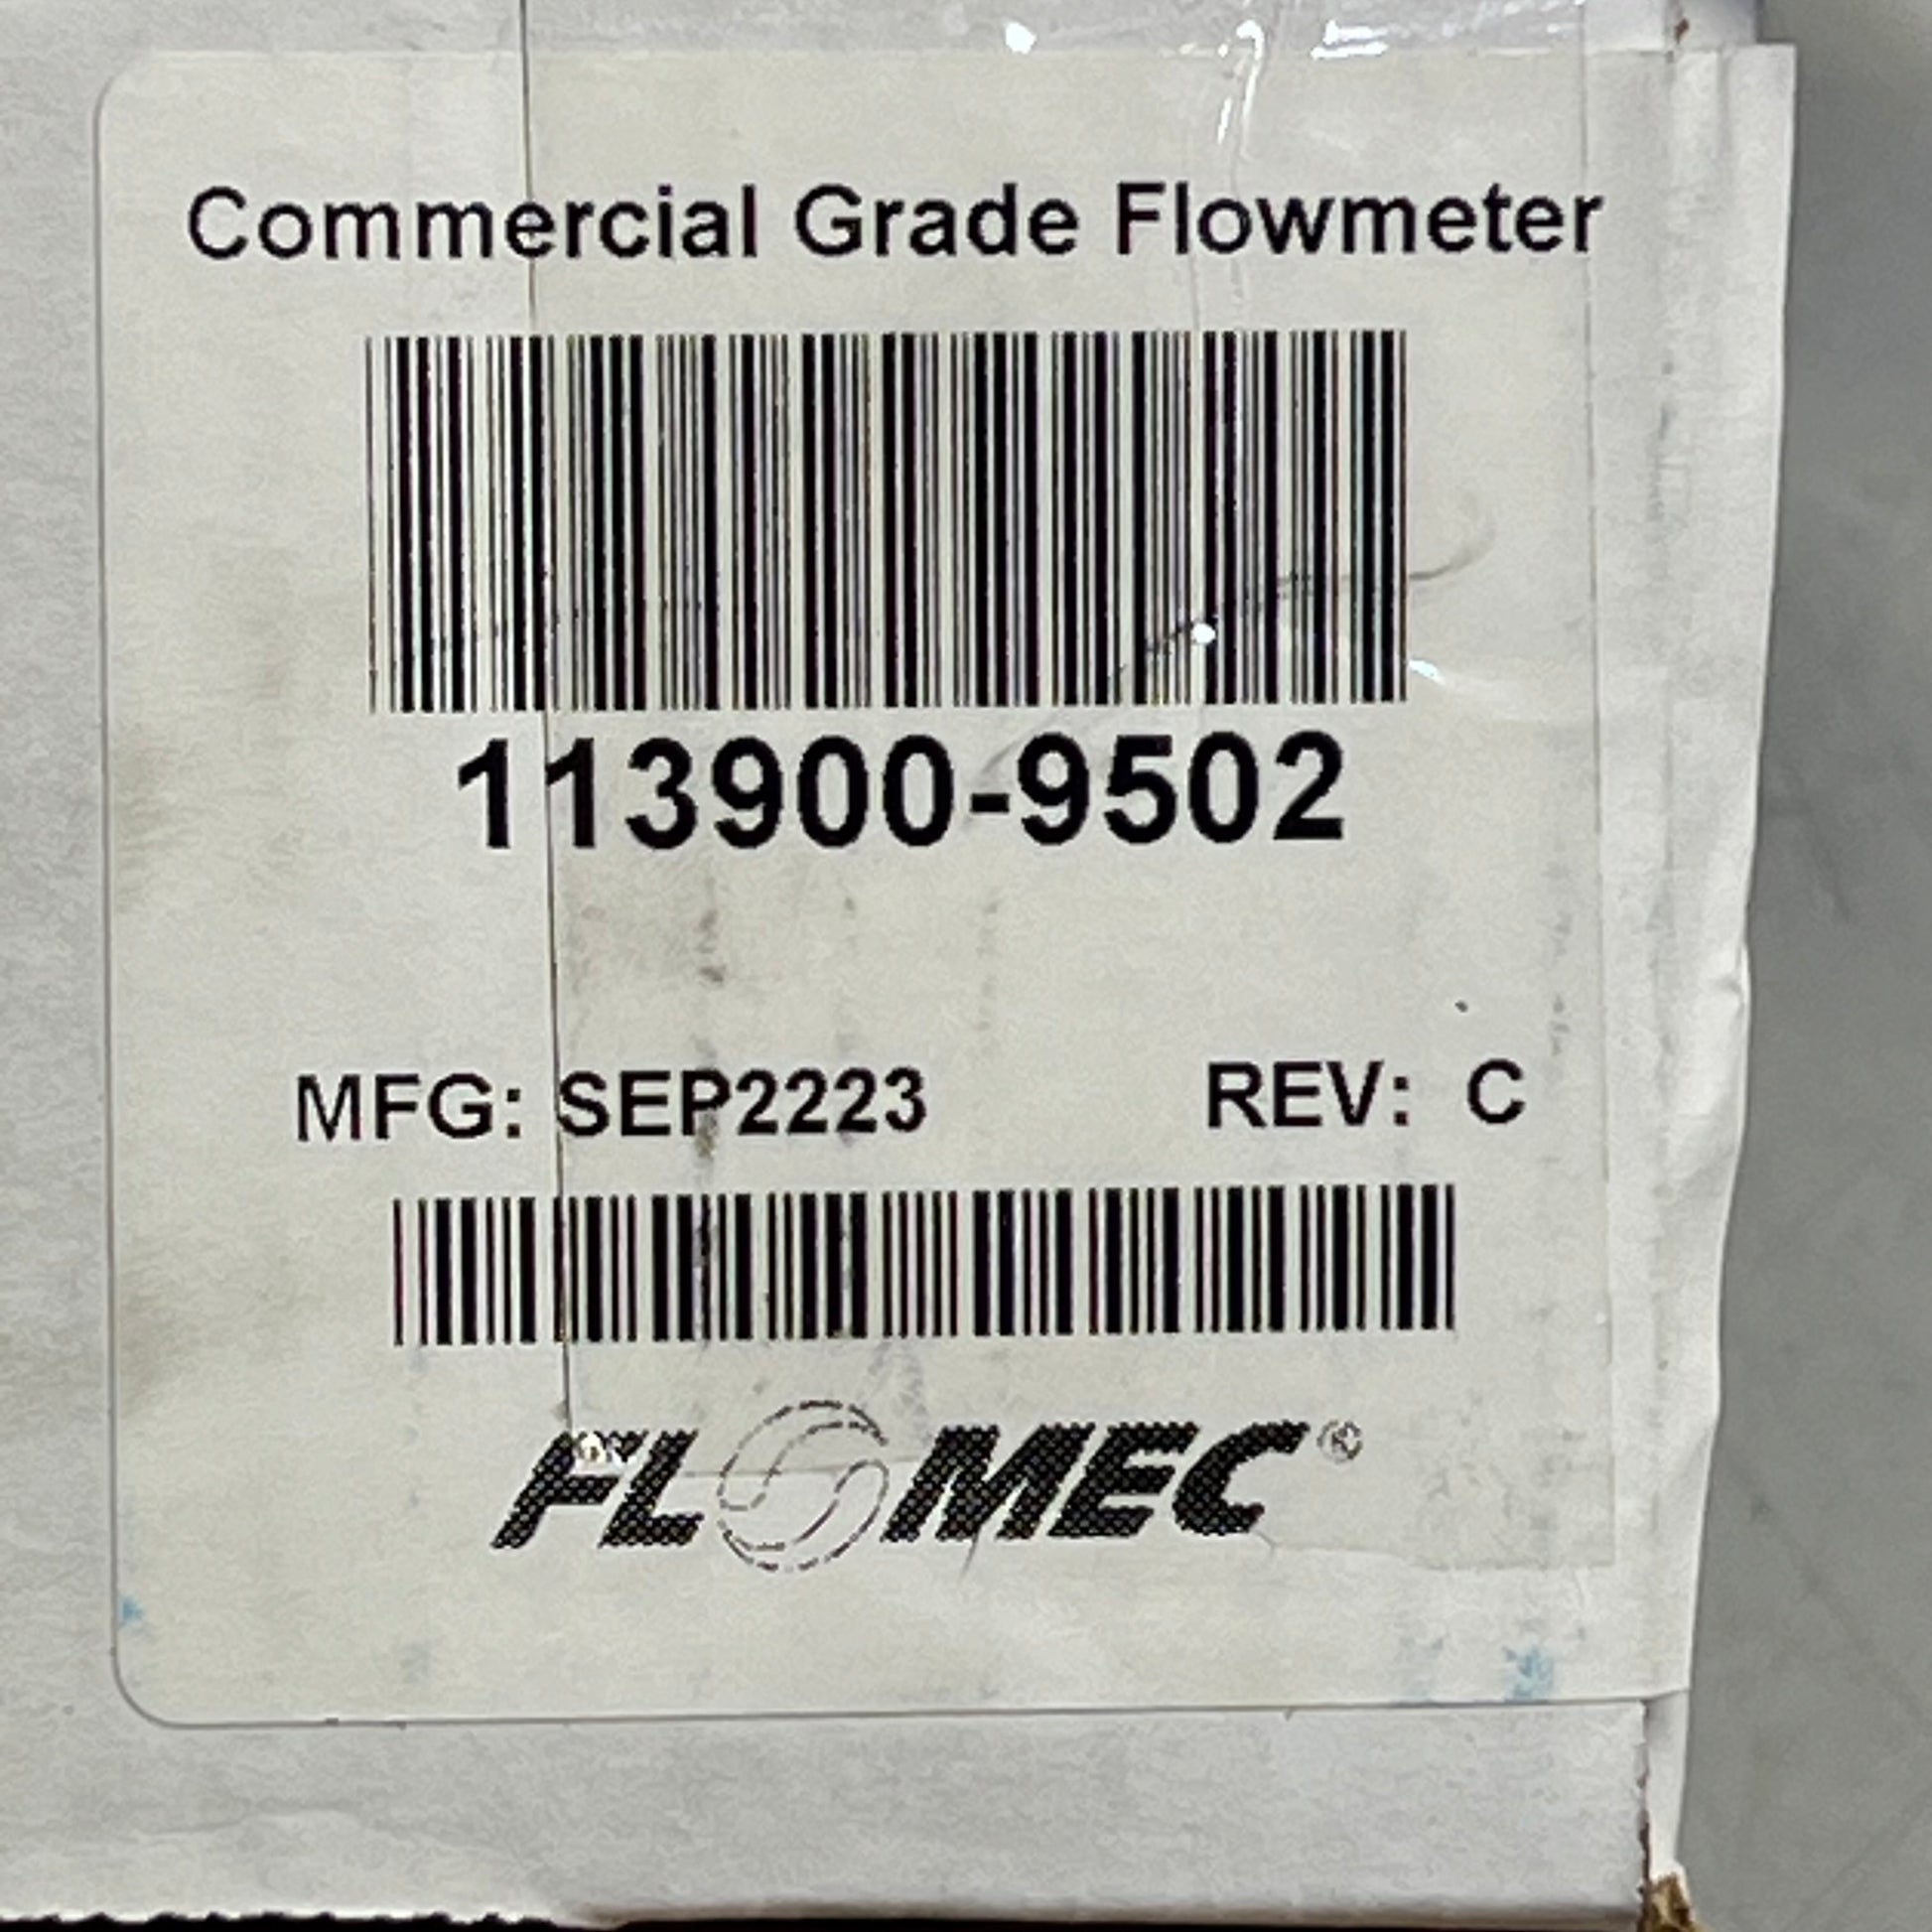 Commercial Grade Flowmeter
113900-9502
MFG: SEP2223 REV: C
FLOMEC®